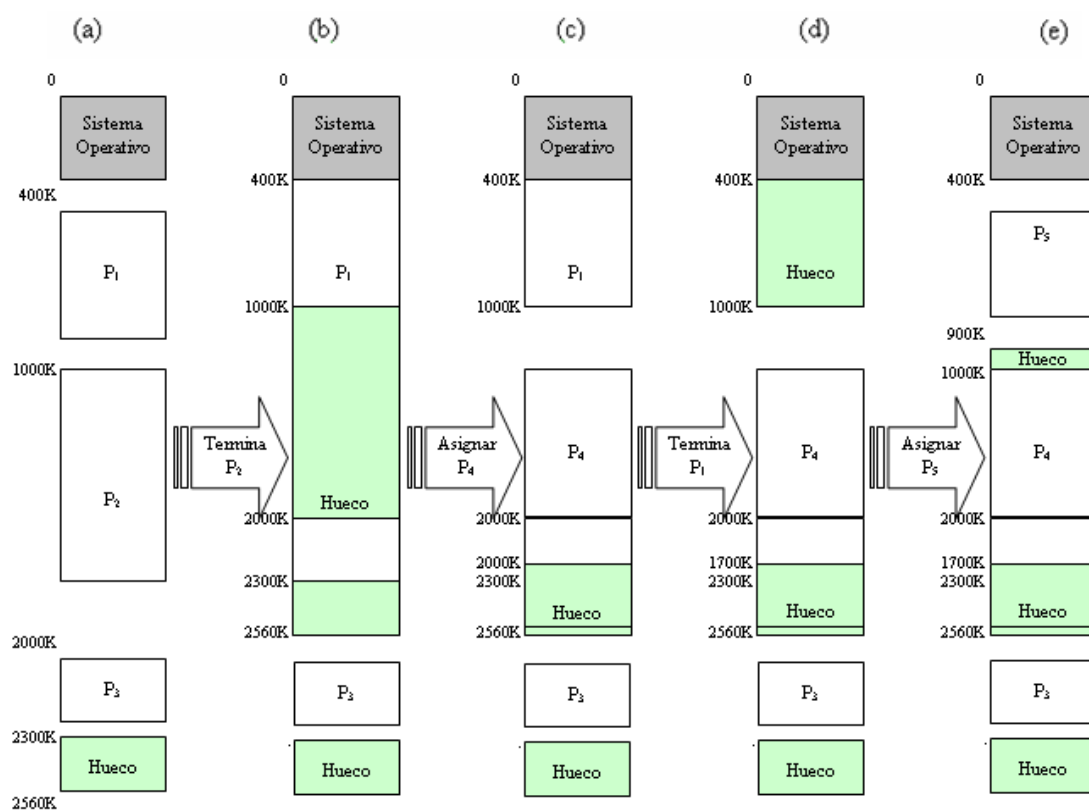 (a)
(b)
(c)
(d)
(e)
0
Sistema
Operativo
400K
P₁
1000K
P₂
2000K
P₃
2300K
Hueco
2560K
Termina
P₂
0
Sistema
Operativo
400K
P₁
1000K
Hueco
2000K
2300K
2560K
P₃
Hueco
Asignar
P₄
0
Sistema
Operativo
400K
P₁
1000K
P₄
2000K
2000K
2300K
Hueco
2560K
P₃
Hueco
Termina
P₁
0
Sistema
Operativo
400K
Hueco
1000K
P₄
2000K
1700K
2300K
Hueco
2560K
P₃
Hueco
Asignar
P₅
0
Sistema
Operativo
400K
P₅
900K
Hueco
1000K
P₄
2000K
1700K
2300K
Hueco
2560K
P₃
Hueco